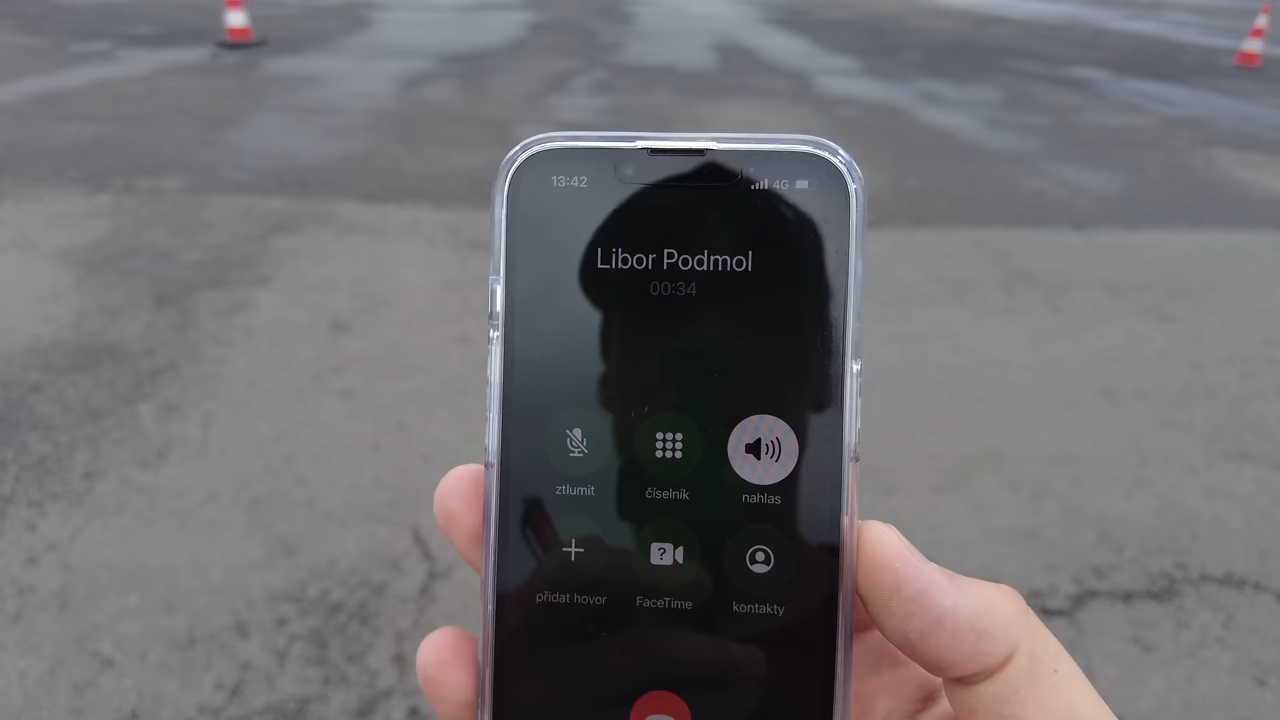 13:42
4G
Libor Podmol
00:34
ztlumit
číselník
nahlas
přidat hovor
FaceTime
kontakty